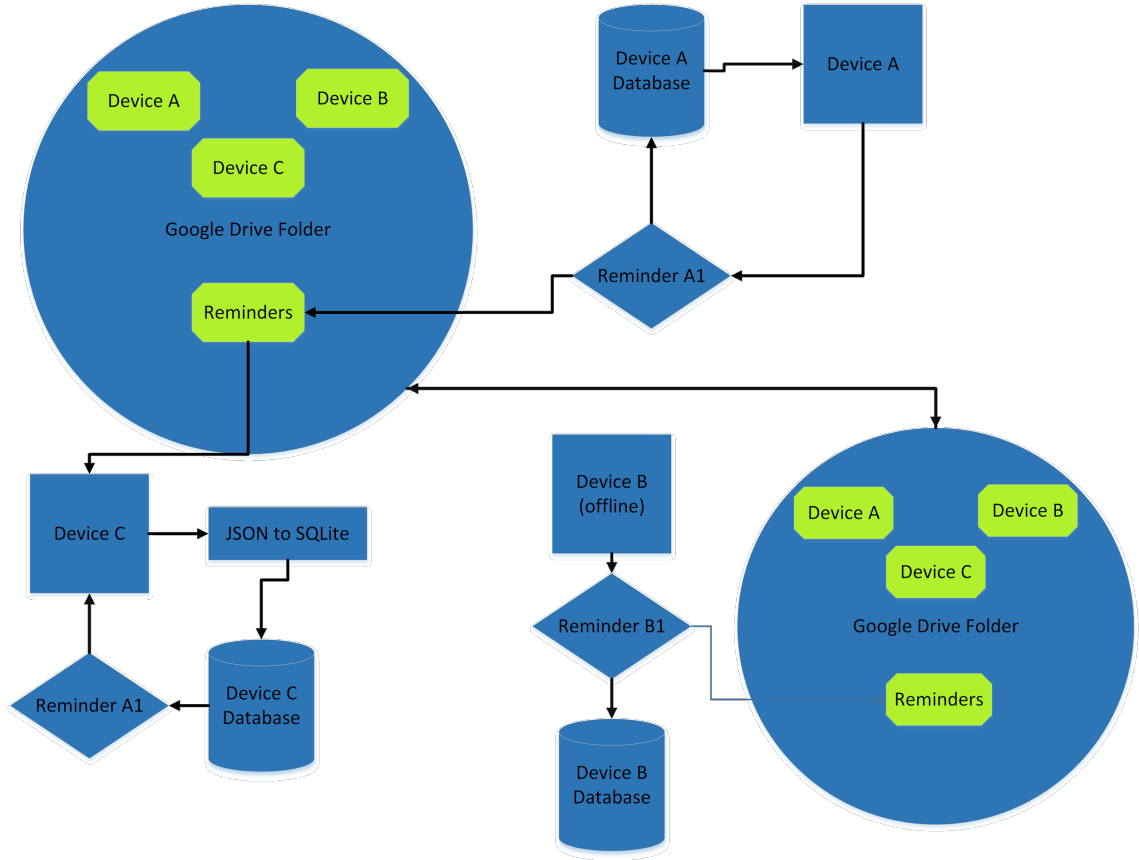 Device A
Device B
Device C
Google Drive Folder
Reminders
Device A
Database
Device A
Reminder A1
Device C
JSON to SQLite
Device C
Database
Reminder A1
Device B
(offline)
Reminder B1
Device B
Database
Device A
Device B
Device C
Google Drive Folder
Reminders